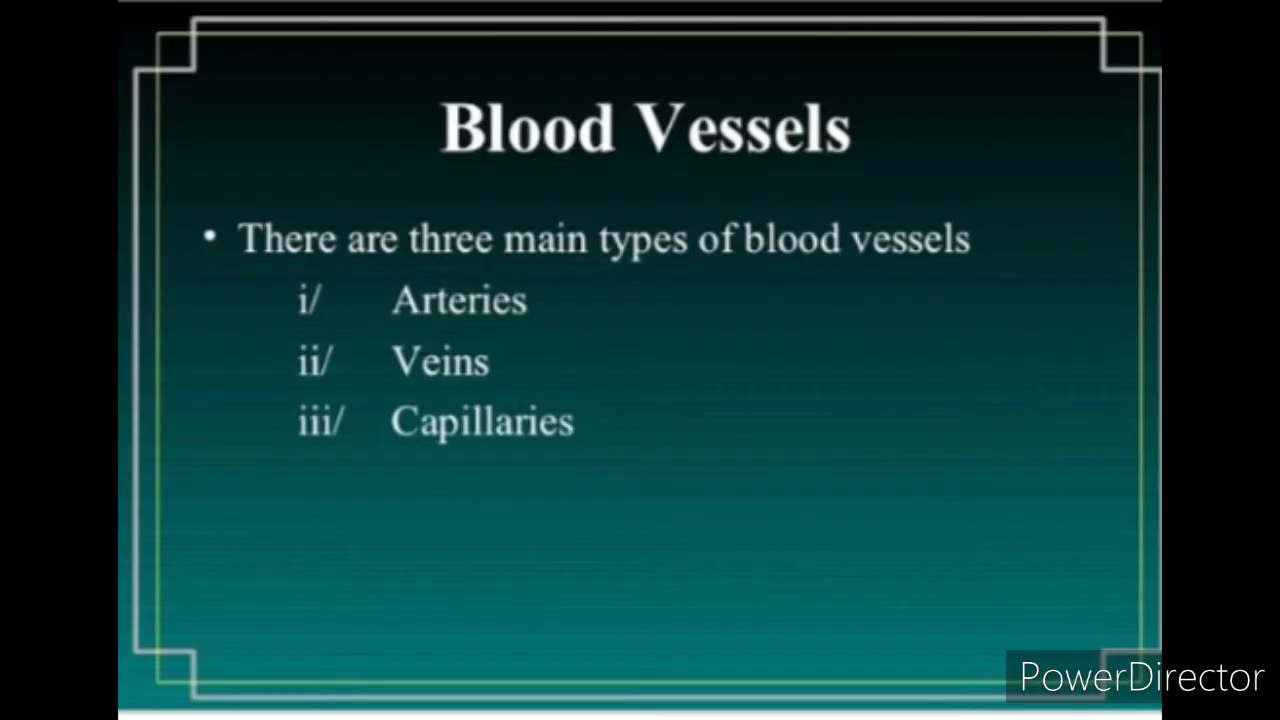 Blood Vessels
• There are three main types of blood vessels
i/ Arteries
ii/ Veins
iii/ Capillaries
PowerDirector